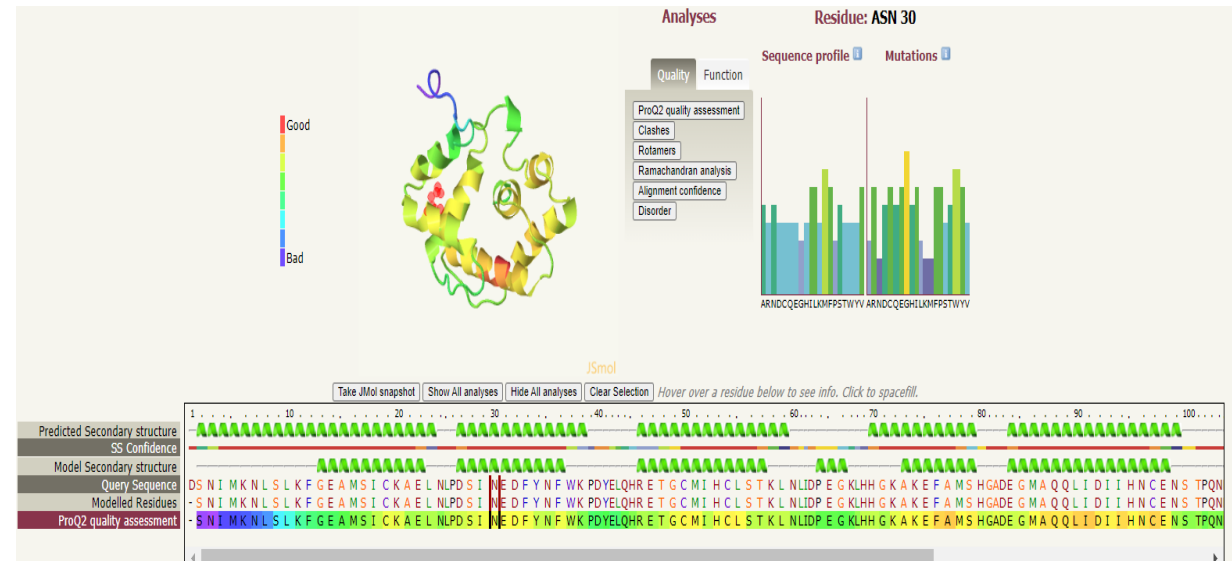 Analyses
Residue: ASN 30
Sequence profile i
Mutations i
Quality Function
ProQ2 quality assessment
Clashes
Rotamers
Ramachandran analysis
Alignment confidence
Disorder
Good
Bad
ARNDCQEGHILKMFPSTWYV ARNDCQEGHILKMFPSTWYV
JSmol
Take JMol snapshot Show All analyses Hide All analyses Clear Selection Hover over a residue below to see info. Click to spacefill.
1 . . . . . . . . 10 . . . . . . . . . 20 . . . . . . . . . 30 . . . . . . . . . 40 . . . . . . . . . 50 . . . . . . . . . 60 . . . . . . . . . 70 . . . . . . . . . 80 . . . . . . . . . 90 . . . . . . . . . 100 . . . .
Predicted Secondary structure
SS Confidence
Model Secondary structure
Query Sequence DSNIMKNLSLKFGEAMSICKAELNLPDSINEDFYNFWKPDYELQHRETGCMIHCLSTKLNLIDPEGKLHHGKAKEFAMSHGADEGMAQQLIDIIHNCENSTPQN
Modelled Residues -SNIMKNLSLKFGEAMSICKAELNLPDSINEDFYNFWKPDYELQHRETGCMIHCLSTKLNLIDPEGKLHHGKAKEFAMSHGADEGMAQQLIDIIHNCENSTPQN
ProQ2 quality assessment -SNIMKNLSLKFGEAMSICKAELNLPDSINEDFYNFWKPDYELQHRETGCMIHCLSTKLNLIDPEGKLHHGKAKEFAMSHGADEGMAQQLIDIIHNCENSTPQN